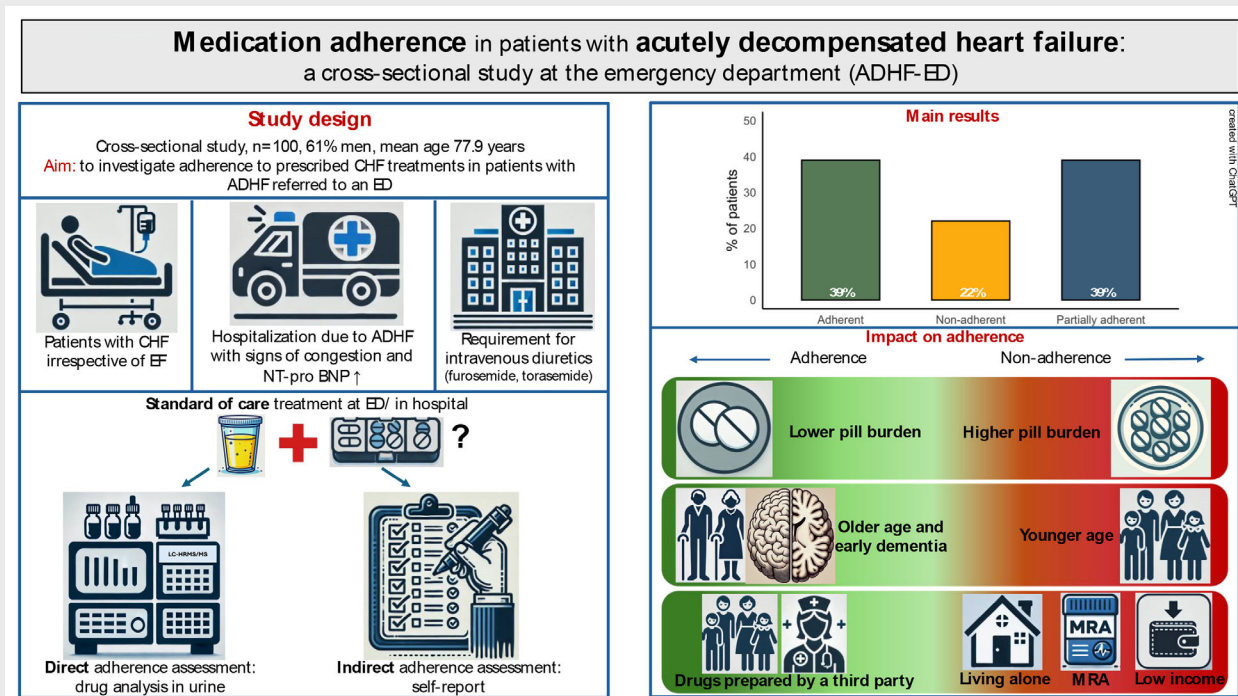 Medication adherence in patients with acutely decompensated heart failure:
a cross-sectional study at the emergency department (ADHF-ED)
Study design
Cross-sectional study, n=100, 61% men, mean age 77.9 years
Aim: to investigate adherence to prescribed CHF treatments in patients with
ADHF referred to an ED
Patients with CHF
irrespective of EF
Hospitalization due to ADHF
with signs of congestion and
NT-pro BNP ↑
Requirement for
intravenous diuretics
(furosemide, torasemide)
Standard of care treatment at ED/ in hospital
?
LC-HRMS/MS
Direct adherence assessment:
drug analysis in urine
Indirect adherence assessment:
self-report
Main results
created with ChatGPT
% of patients
50
40
30
20
10
0
39%
22%
39%
Adherent
Non-adherent
Partially adherent
Impact on adherence
Adherence
Non-adherence
Lower pill burden
Higher pill burden
Older age and
early dementia
Younger age
Drugs prepared by a third party
Living alone
MRA
MRA
Low income